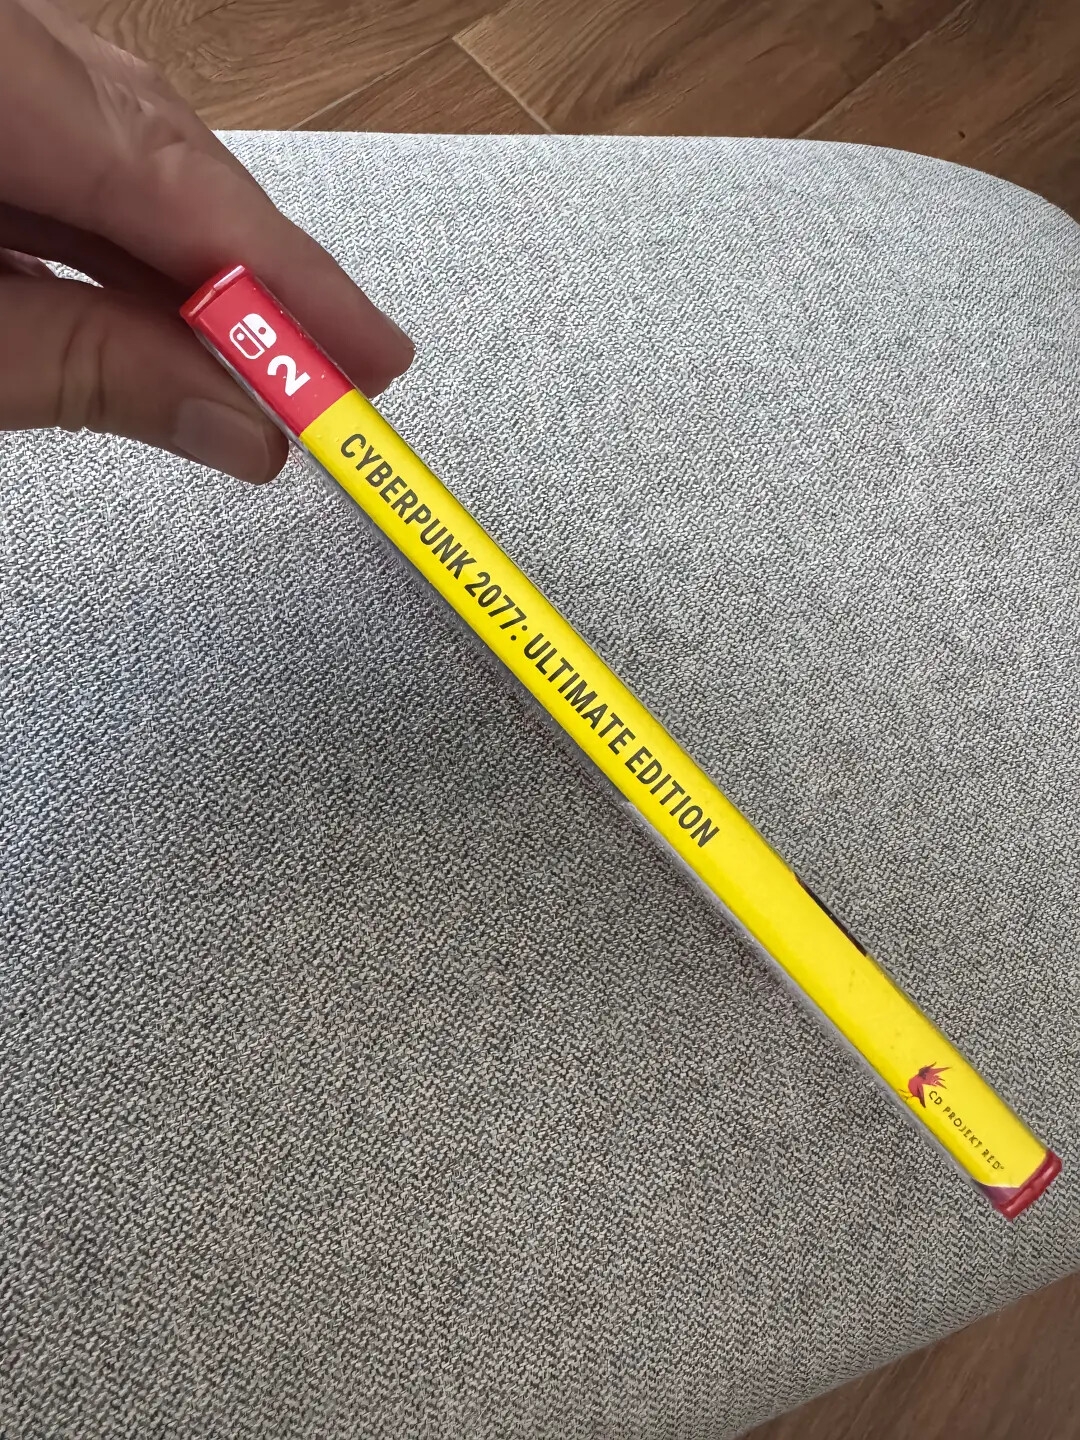 2
CYBERPUNK 2077: ULTIMATE EDITION
CD PROJEKT RED